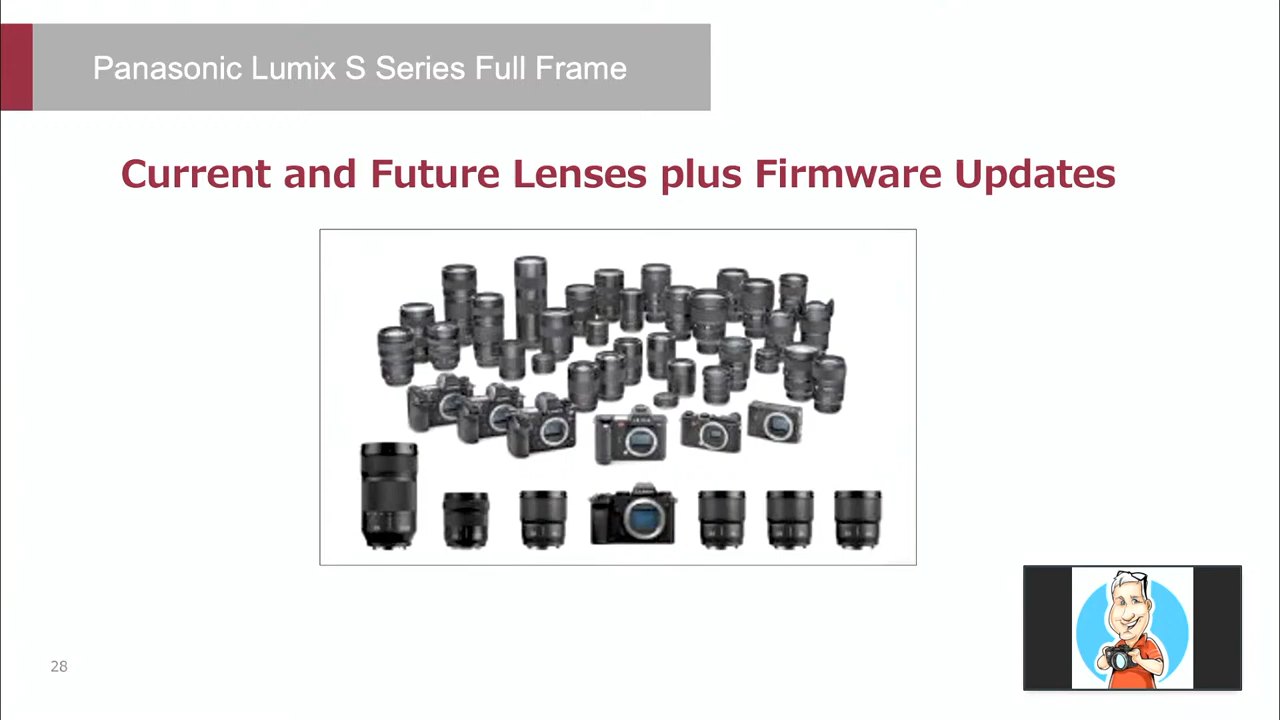 Panasonic Lumix S Series Full Frame
Current and Future Lenses plus Firmware Updates
28